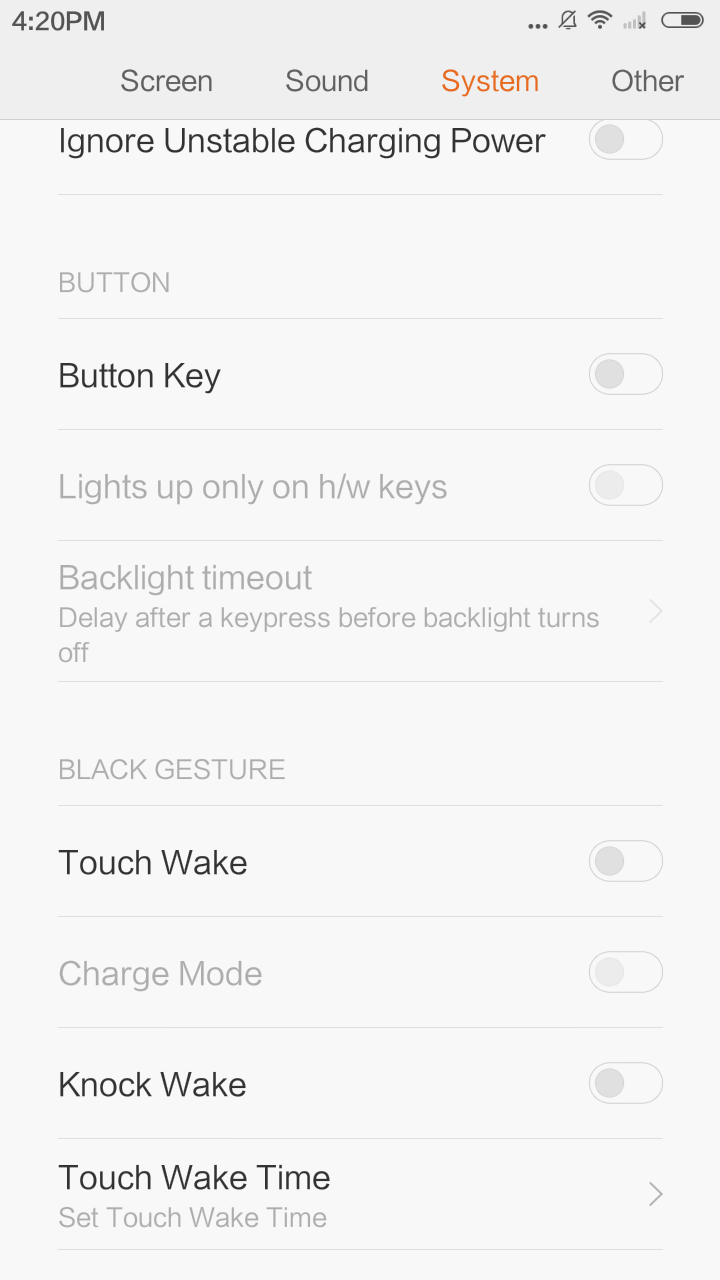 4:20PM
Screen Sound System Other
Ignore Unstable Charging Power
BUTTON
Button Key
Lights up only on h/w keys
Backlight timeout
Delay after a keypress before backlight turns
off
BLACK GESTURE
Touch Wake
Charge Mode
Knock Wake
Touch Wake Time
Set Touch Wake Time